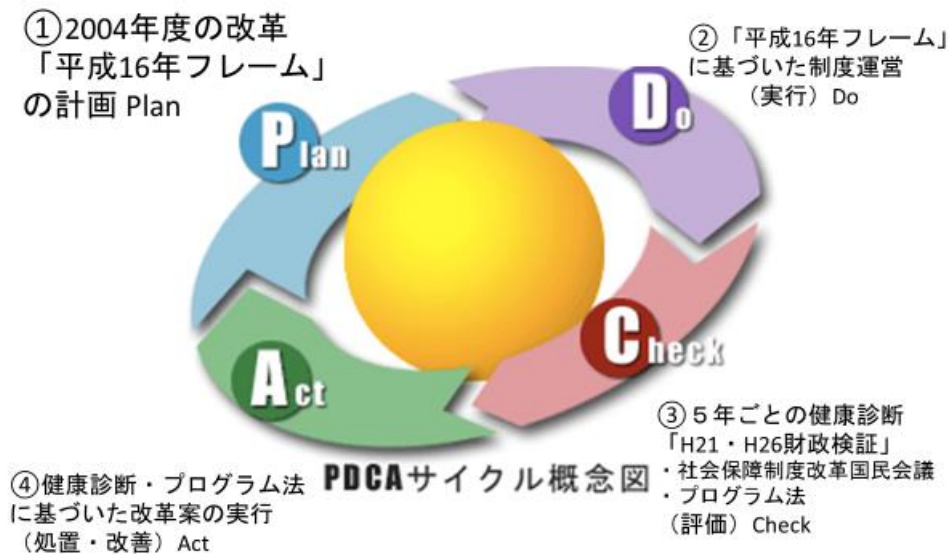 ①2004年度の改革
「平成16年フレーム」
の計画 Plan
②「平成16年フレーム」
に基づいた制度運営
（実行）Do
Plan
Do
Check
Act
③５年ごとの健康診断
「H21・H26財政検証」
・社会保障制度改革国民会議
・プログラム法
（評価）Check
④健康診断・プログラム法
に基づいた改革案の実行
（処置・改善）Act
PDCAサイクル概念図